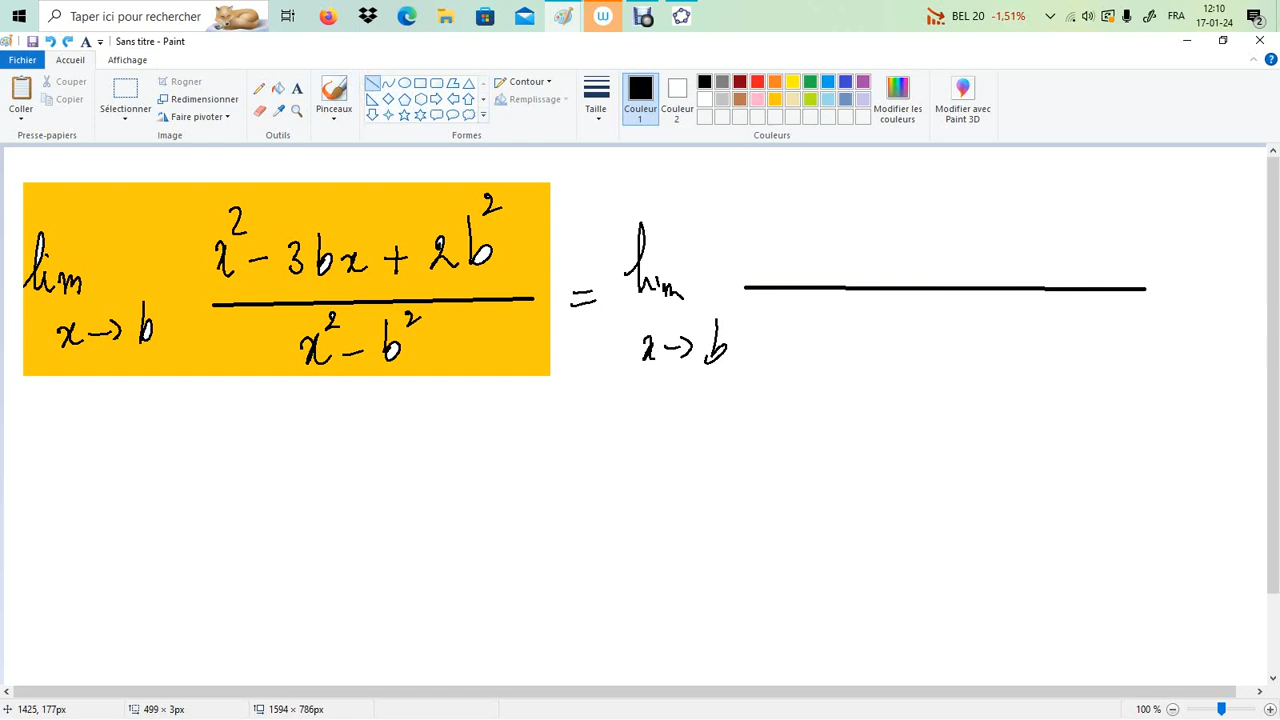 Taper ici pour rechercher
BEL 20 -1,51% FRA 12:10
17-01-24 2
Sans titre - Paint
Fichier Accueil Affichage
Coller Couper Copier Sélectionner Rogner Redimensionner Faire pivoter Pinceaux Contour Remplissage Taille Couleur 1 Couleur 2 Modifier les couleurs Modifier avec Paint 3D
Presse-papiers Image Outils Formes Couleurs
lim x→b (x² - 3bx + 2b²) / (x² - b²) = lim x→b
1425, 177px 499 × 3px 1594 × 786px 100 %